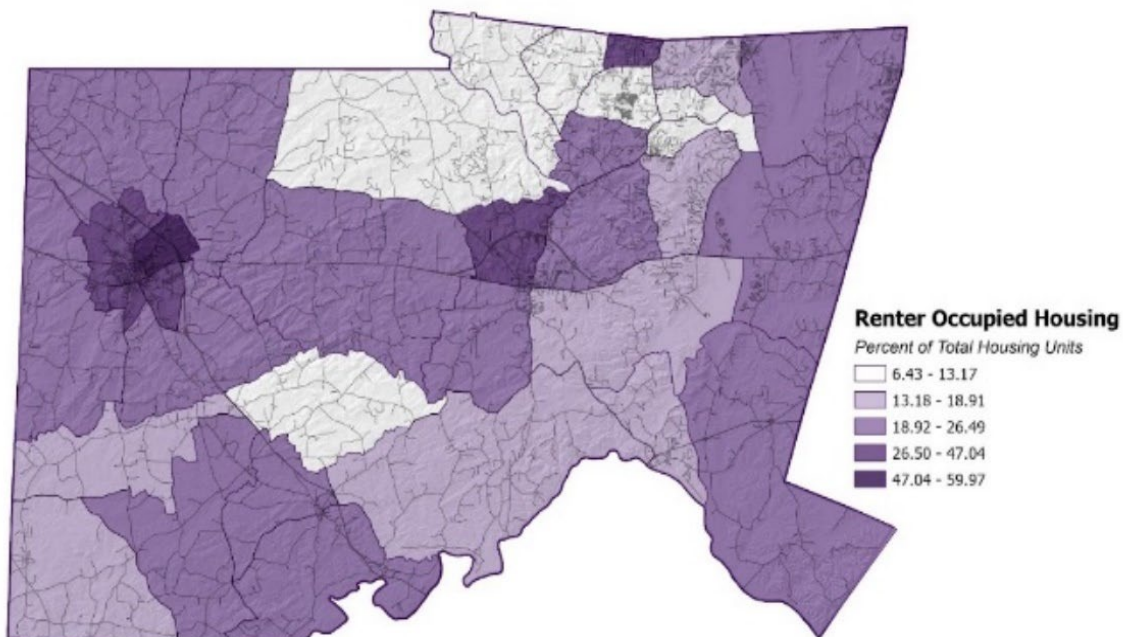 Renter Occupied Housing
Percent of Total Housing Units
6.43 - 13.17
13.18 - 18.91
18.92 - 26.49
26.50 - 47.04
47.04 - 59.97